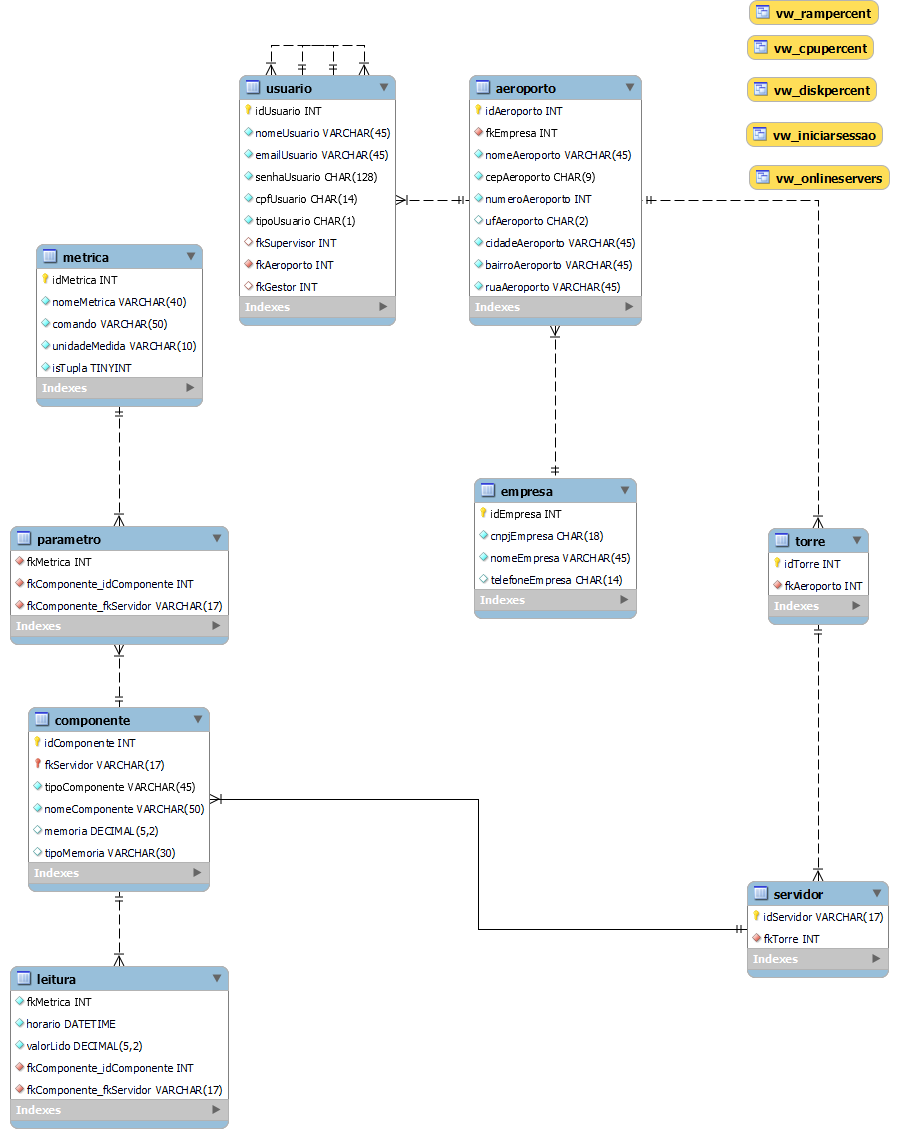 vw_rampercent
vw_cpupercent
vw_diskpercent
vw_iniciarsessao
vw_onlineservers
usuario
idUsuario INT
nomeUsuario VARCHAR(45)
emailUsuario VARCHAR(45)
senhaUsuario CHAR(128)
cpfUsuario CHAR(14)
tipoUsuario CHAR(1)
fkSupervisor INT
fkAeroporto INT
fkGestor INT
Indexes
aeroporto
idAeroporto INT
fkEmpresa INT
nomeAeroporto VARCHAR(45)
cepAeroporto CHAR(9)
numeroAeroporto INT
ufAeroporto CHAR(2)
cidadeAeroporto VARCHAR(45)
bairroAeroporto VARCHAR(45)
ruaAeroporto VARCHAR(45)
Indexes
metrica
idMetrica INT
nomeMetrica VARCHAR(40)
comando VARCHAR(50)
unidadeMedida VARCHAR(10)
isTupla TINYINT
Indexes
empresa
idEmpresa INT
cnpjEmpresa CHAR(18)
nomeEmpresa VARCHAR(45)
telefoneEmpresa CHAR(14)
Indexes
parametro
fkMetrica INT
fkComponente_idComponente INT
fkComponente_fkServidor VARCHAR(17)
Indexes
torre
idTorre INT
fkAeroporto INT
Indexes
componente
idComponente INT
fkServidor VARCHAR(17)
tipoComponente VARCHAR(45)
nomeComponente VARCHAR(50)
memoria DECIMAL(5,2)
tipoMemoria VARCHAR(30)
Indexes
servidor
idServidor VARCHAR(17)
fkTorre INT
Indexes
leitura
fkMetrica INT
horario DATETIME
valorLido DECIMAL(5,2)
fkComponente_idComponente INT
fkComponente_fkServidor VARCHAR(17)
Indexes